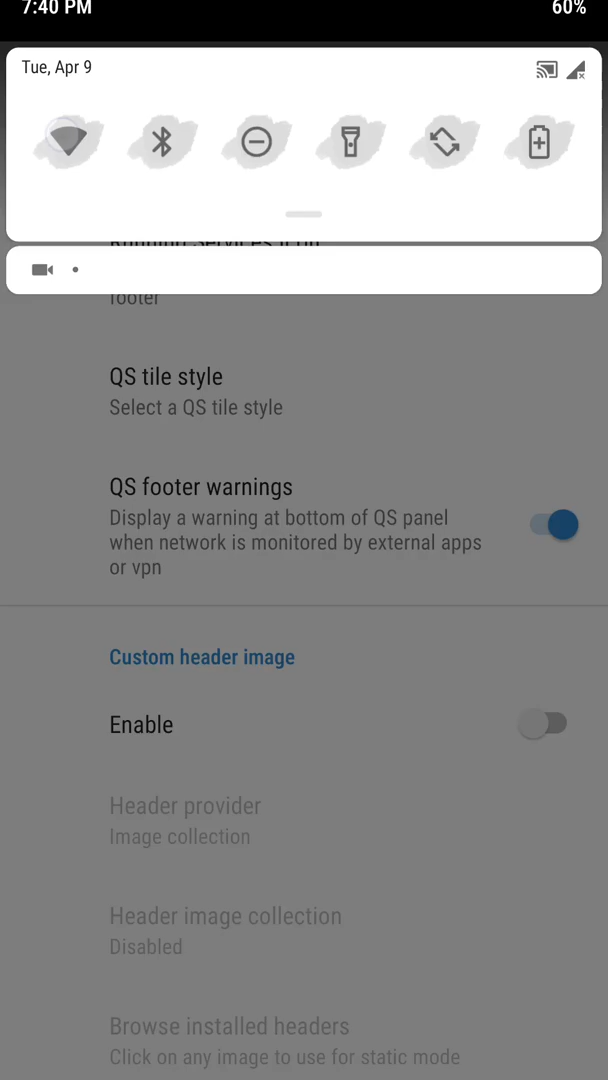 7:40 PM 60%
Tue, Apr 9
Running Services icon
footer
QS tile style
Select a QS tile style
QS footer warnings
Display a warning at bottom of QS panel
when network is monitored by external apps
or vpn
Custom header image
Enable
Header provider
Image collection
Header image collection
Disabled
Browse installed headers
Click on any image to use for static mode